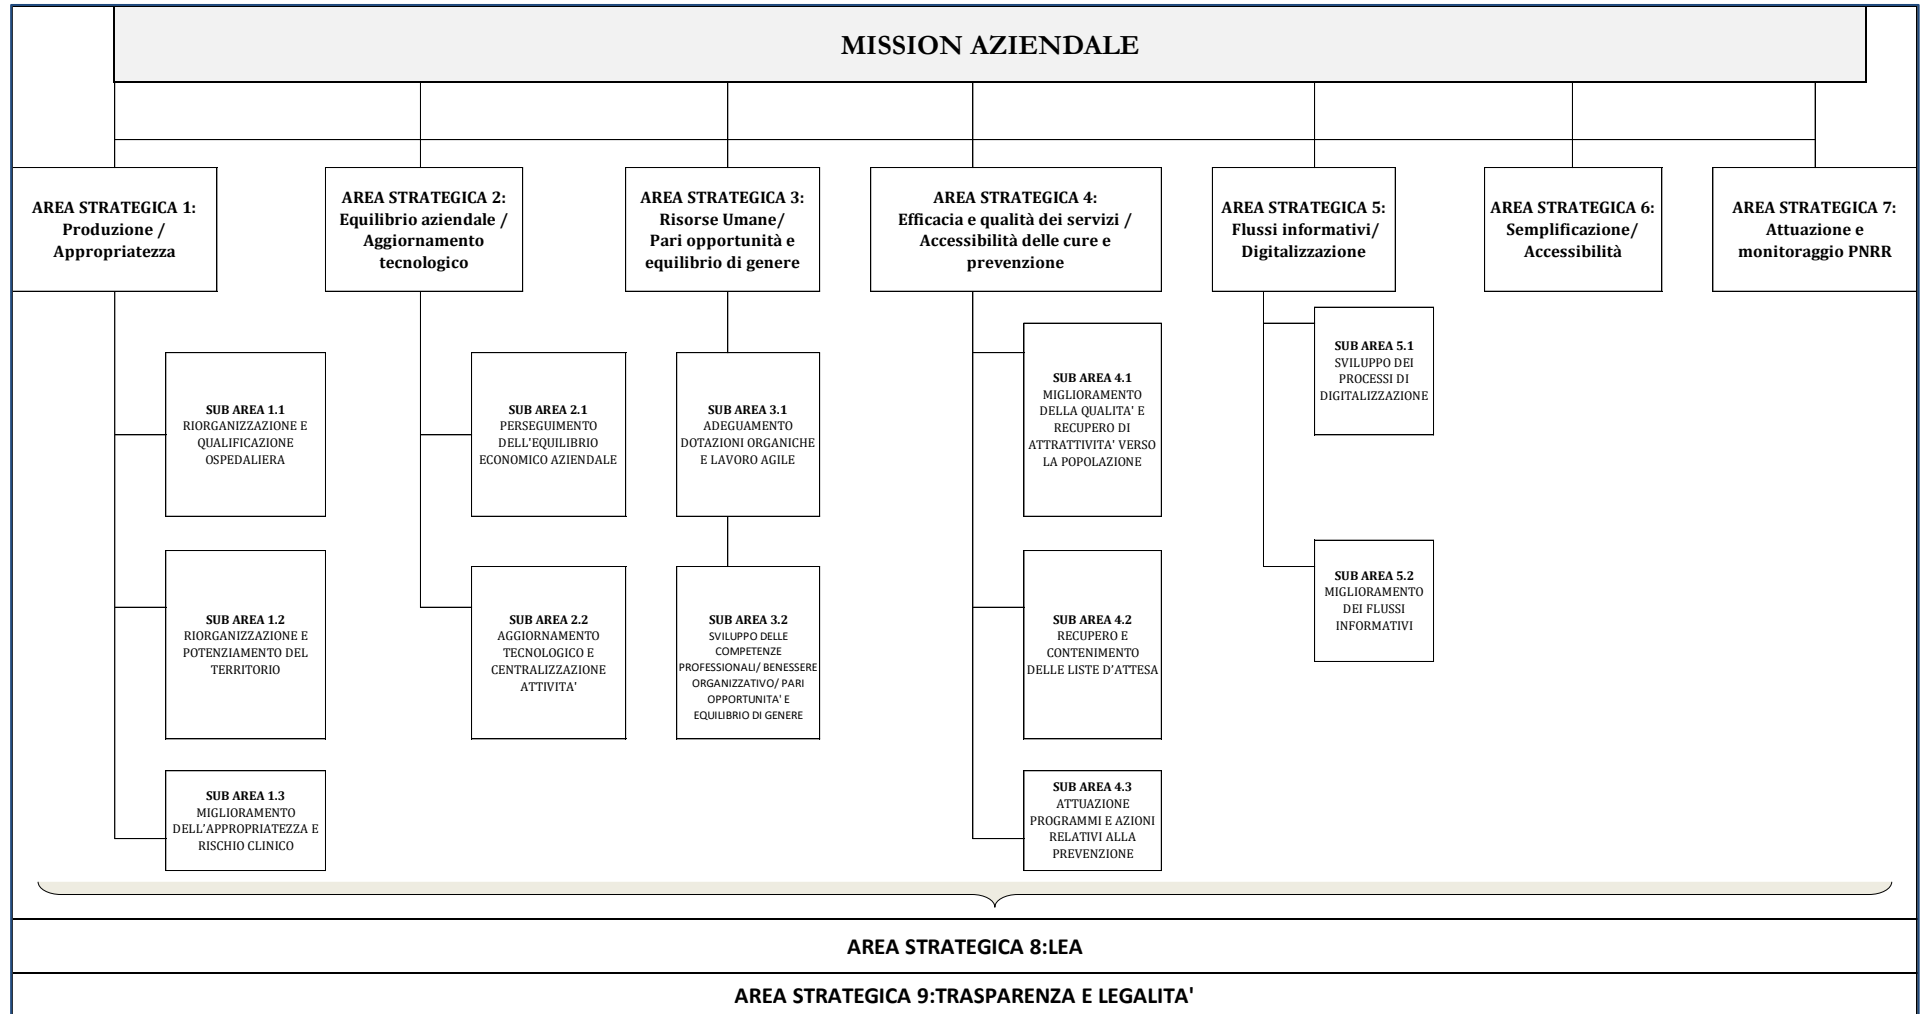 MISSION AZIENDALE
AREA STRATEGICA 1:
Produzione /
Appropriatezza
AREA STRATEGICA 2:
Equilibrio aziendale /
Aggiornamento
tecnologico
AREA STRATEGICA 3:
Risorse Umane/
Pari opportunità e
equilibrio di genere
AREA STRATEGICA 4:
Efficacia e qualità dei servizi /
Accessibilità delle cure e
prevenzione
AREA STRATEGICA 5:
Flussi informativi/
Digitalizzazione
AREA STRATEGICA 6:
Semplificazione/
Accessibilità
AREA STRATEGICA 7:
Attuazione e
monitoraggio PNRR
SUB AREA 1.1
RIORGANIZZAZIONE E
QUALIFICAZIONE
OSPEDALIERA
SUB AREA 2.1
PERSEGUIMENTO
DELL'EQUILIBRIO
ECONOMICO AZIENDALE
SUB AREA 3.1
ADEGUAMENTO
DOTAZIONI ORGANICHE
E LAVORO AGILE
SUB AREA 4.1
MIGLIORAMENTO
DELLA QUALITA' E
RECUPERO DI
ATTRATTIVITA' VERSO
LA POPOLAZIONE
SUB AREA 5.1
SVILUPPO DEI
PROCESSI DI
DIGITALIZZAZIONE
SUB AREA 1.2
RIORGANIZZAZIONE E
POTENZIAMENTO DEL
TERRITORIO
SUB AREA 2.2
AGGIORNAMENTO
TECNOLOGICO E
CENTRALIZZAZIONE
ATTIVITA'
SUB AREA 3.2
SVILUPPO DELLE
COMPETENZE
PROFESSIONALI/ BENESSERE
ORGANIZZATIVO/ PARI
OPPORTUNITA' E
EQUILIBRIO DI GENERE
SUB AREA 4.2
RECUPERO E
CONTENIMENTO
DELLE LISTE D'ATTESA
SUB AREA 5.2
MIGLIORAMENTO
DEI FLUSSI
INFORMATIVI
SUB AREA 1.3
MIGLIORAMENTO
DELL'APPROPRIATEZZA E
RISCHIO CLINICO
SUB AREA 4.3
ATTUAZIONE
PROGRAMMI E AZIONI
RELATIVI ALLA
PREVENZIONE
AREA STRATEGICA 8:LEA
AREA STRATEGICA 9:TRASPARENZA E LEGALITA'